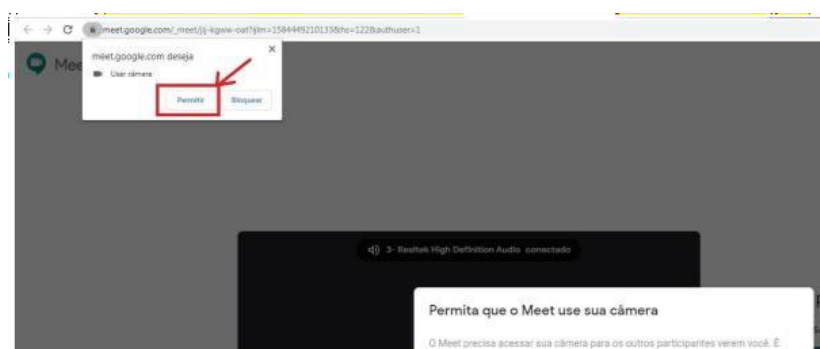 meet.google.com/_meet/jij-kgww-oat?ijlm=1584449210133&hs=122&authuser=1
Mee
meet.google.com deseja
Usar câmera
Permitir
Bloquear
3- Realtek High Definition Audio conectado
Permita que o Meet use sua câmera
O Meet precisa acessar sua câmera para os outros participantes verem você. É